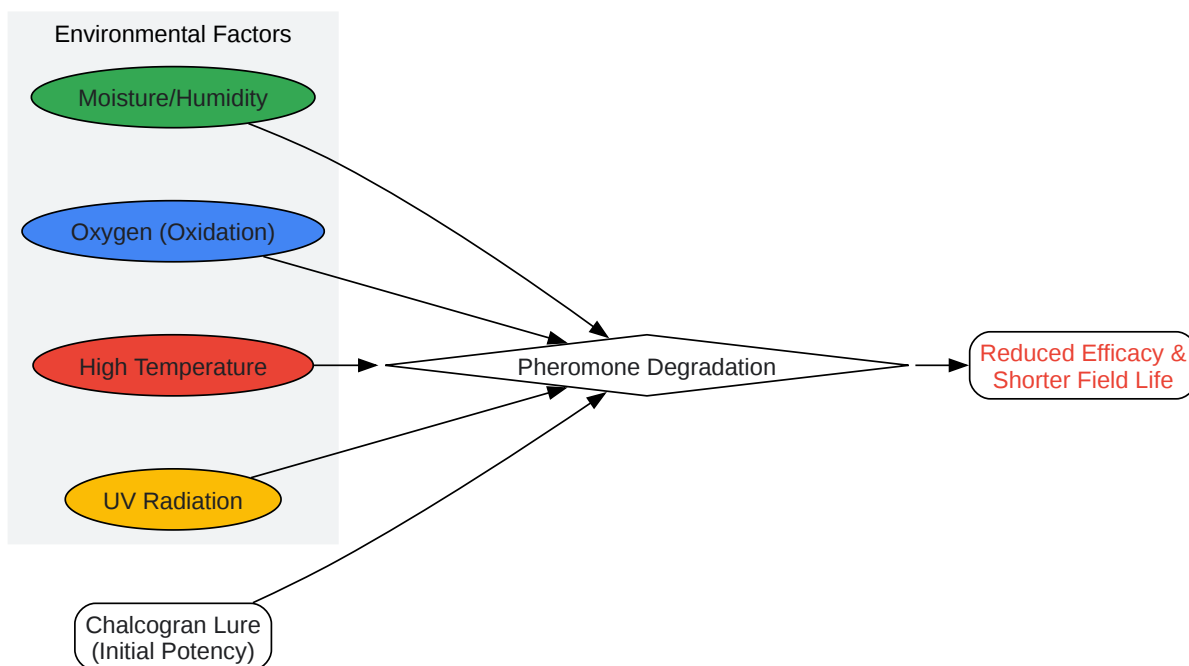 Environmental Factors
Moisture/Humidity
Oxygen (Oxidation)
High Temperature
Pheromone Degradation
Reduced Efficacy &
Shorter Field Life
UV Radiation
Chalcogran Lure
(Initial Potency)